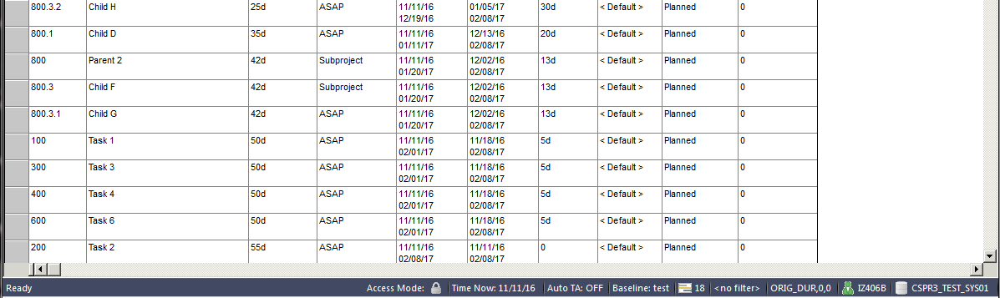 800.3.2 Child H 25d ASAP 11/11/16 01/05/17 30d < Default > Planned 0
12/19/16 02/08/17
800.1 Child D 35d ASAP 11/11/16 12/13/16 20d < Default > Planned 0
01/11/17 02/08/17
800 Parent 2 42d Subproject 11/11/16 12/02/16 13d < Default > Planned 0
01/20/17 02/08/17
800.3 Child F 42d Subproject 11/11/16 12/02/16 13d < Default > Planned 0
01/20/17 02/08/17
800.3.1 Child G 42d ASAP 11/11/16 12/02/16 13d < Default > Planned 0
01/20/17 02/08/17
100 Task 1 50d ASAP 11/11/16 11/18/16 5d < Default > Planned 0
02/01/17 02/08/17
300 Task 3 50d ASAP 11/11/16 11/18/16 5d < Default > Planned 0
02/01/17 02/08/17
400 Task 4 50d ASAP 11/11/16 11/18/16 5d < Default > Planned 0
02/01/17 02/08/17
600 Task 6 50d ASAP 11/11/16 11/18/16 5d < Default > Planned 0
02/01/17 02/08/17
200 Task 2 55d ASAP 11/11/16 11/11/16 0 < Default > Planned 0
02/08/17 02/08/17
Ready Access Mode: Time Now: 11/11/16 Auto TA: OFF Baseline: test 18 <no filter> ORIG_DUR,0,0 IZ406B CSPR3_TEST_SYS01